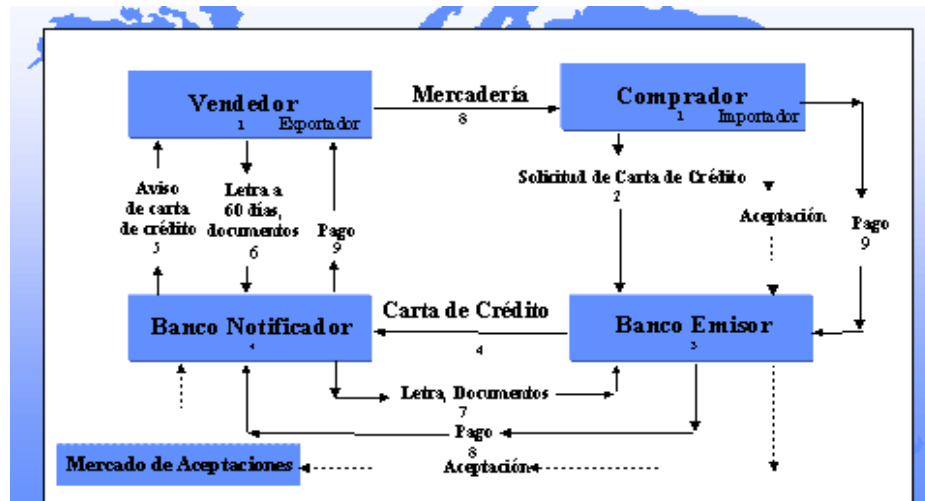 Vendedor
1 Exportador
Mercadería
8
Comprador
1 Importador
Aviso
de carta
de crédito
5
Letra a
60 días,
documentos
6
Pago
9
Solicitud de Carta de Crédito
2
Aceptación
Pago
9
Banco Notificador
4
Carta de Crédito
4
Banco Emisor
3
Letra, Documentos
7
Pago
8
Mercado de Aceptaciones
Aceptación